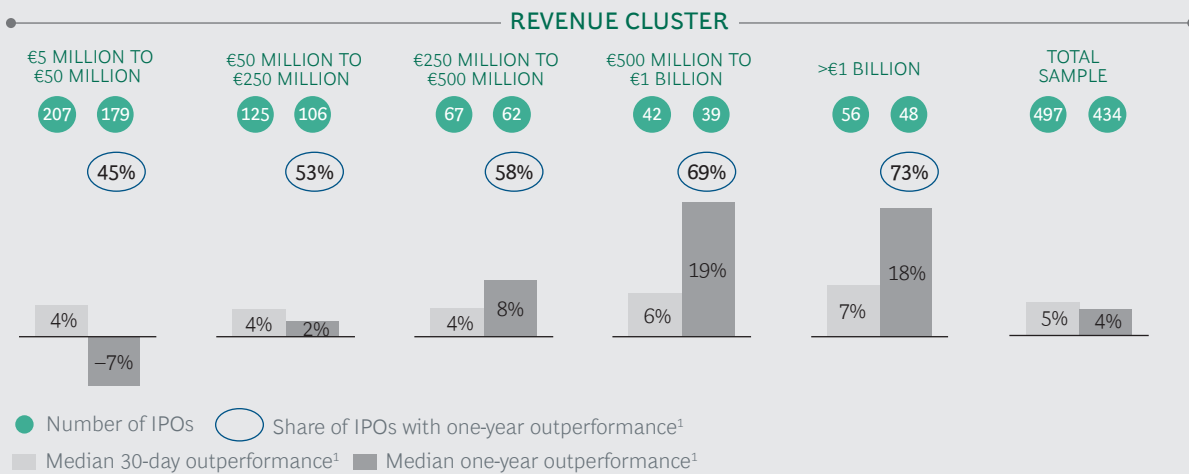 REVENUE CLUSTER
€5 MILLION TO
€50 MILLION
€50 MILLION TO
€250 MILLION
€250 MILLION TO
€500 MILLION
€500 MILLION TO
€1 BILLION
>€1 BILLION
TOTAL
SAMPLE
207 179 125 106 67 62 42 39 56 48 497 434
45% 53% 58% 69% 73%
4% –7% 4% 2% 4% 8% 6% 19% 7% 18% 5% 4%
Number of IPOs Share of IPOs with one-year outperformance¹
Median 30-day outperformance¹ Median one-year outperformance¹